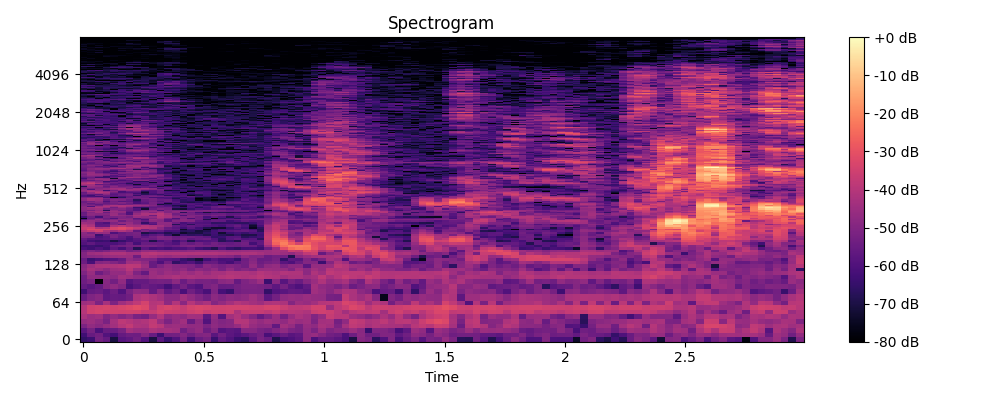 Spectrogram
4096
2048
1024
512
256
128
64
0
Hz
0
0.5
1
1.5
2
2.5
Time
+0 dB
-10 dB
-20 dB
-30 dB
-40 dB
-50 dB
-60 dB
-70 dB
-80 dB